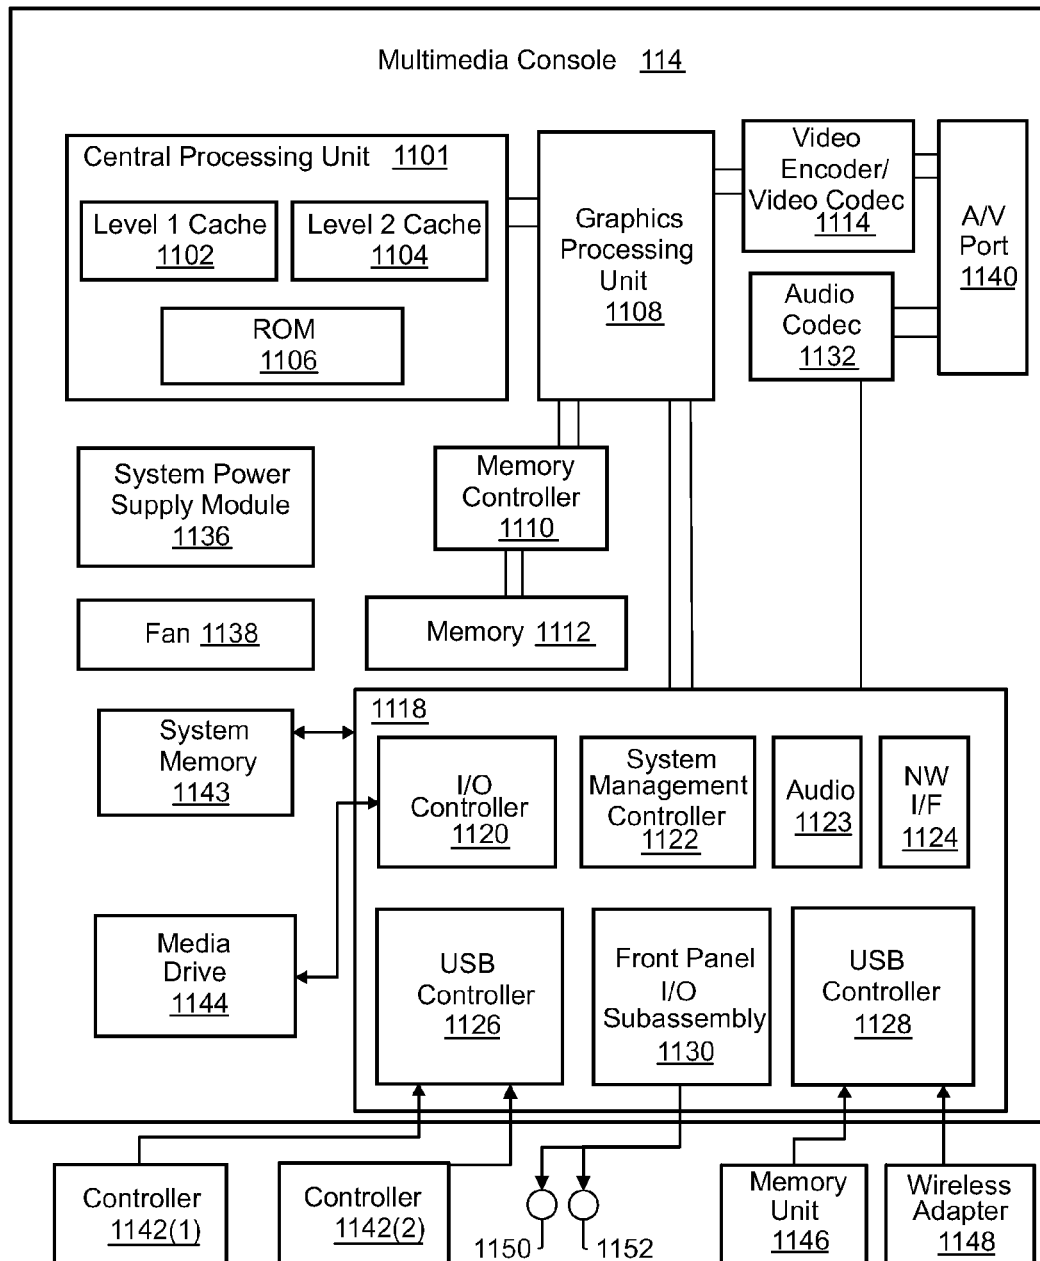 Multimedia Console 114
Central Processing Unit 1101
Level 1 Cache
1102
Level 2 Cache
1104
ROM
1106
Graphics
Processing
Unit
1108
Video
Encoder/
Video Codec
1114
A/V
Port
1140
Audio
Codec
1132
System Power
Supply Module
1136
Memory
Controller
1110
Fan 1138
Memory 1112
System
Memory
1143
1118
I/O
Controller
1120
System
Management
Controller
1122
Audio
1123
NW
I/F
1124
Media
Drive
1144
USB
Controller
1126
Front Panel
I/O
Subassembly
1130
USB
Controller
1128
Controller
1142(1)
Controller
1142(2)
1150
1152
Memory
Unit
1146
Wireless
Adapter
1148